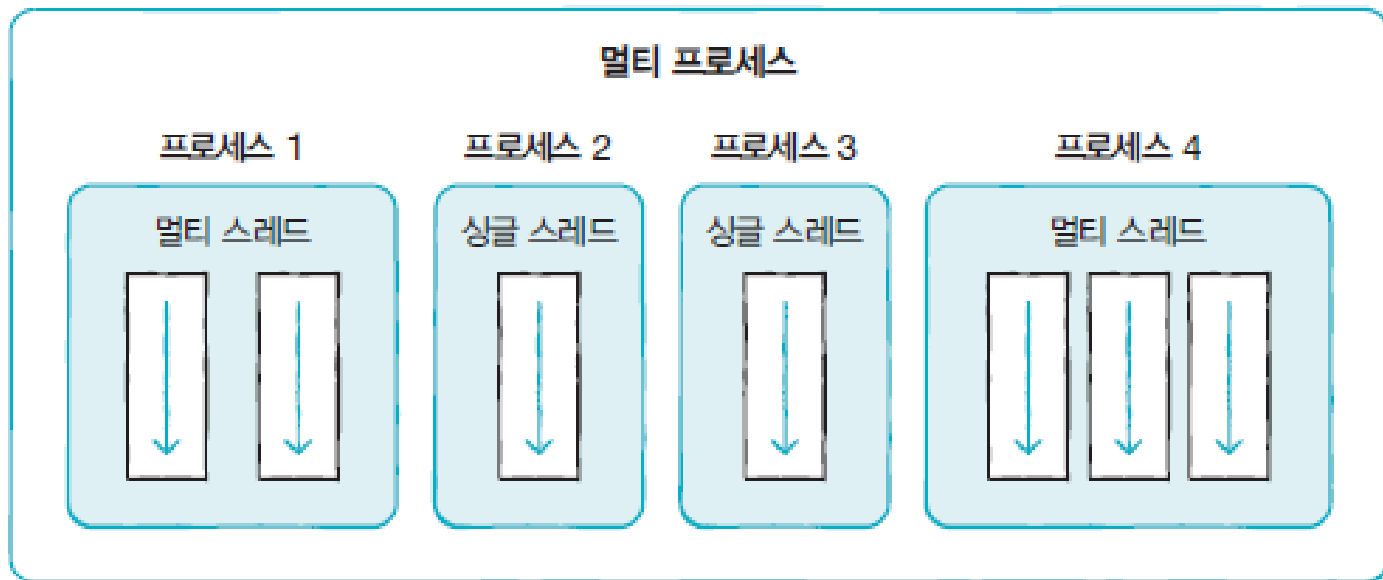 멀티 프로세스
프로세스 1 프로세스 2 프로세스 3 프로세스 4
멀티 스레드 싱글 스레드 싱글 스레드 멀티 스레드